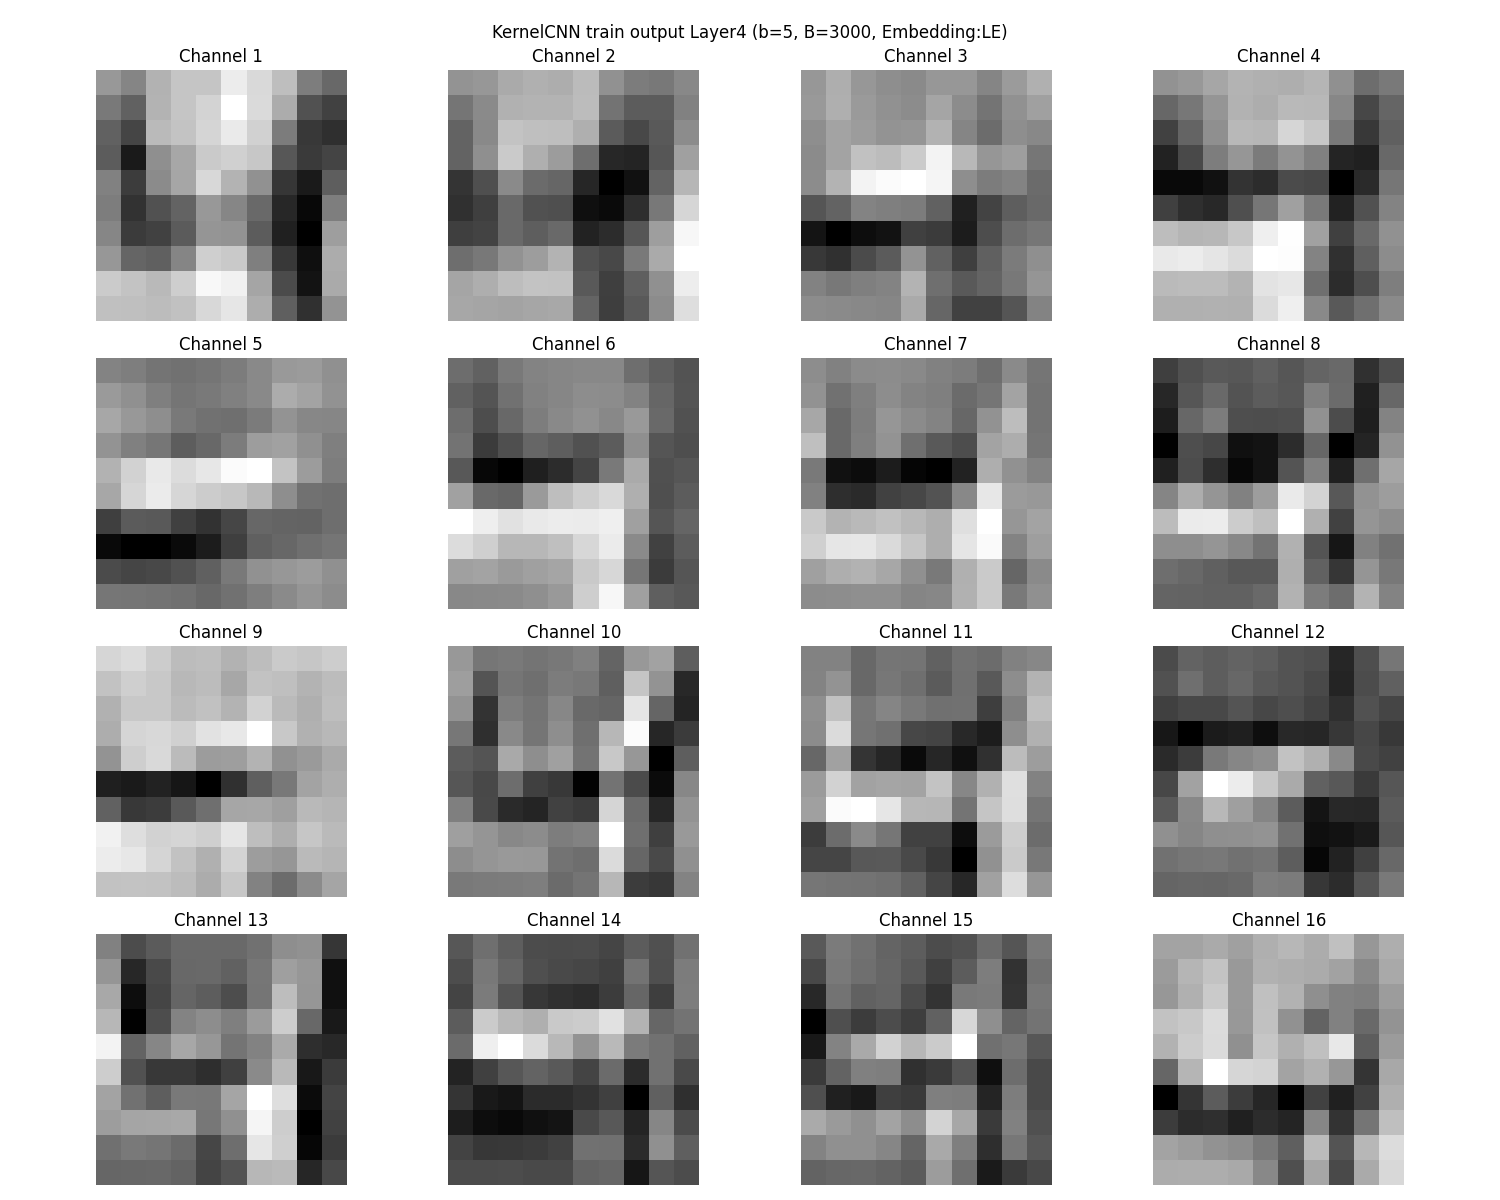 KernelCNN train output Layer4 (b=5, B=3000, Embedding:LE)
Channel 1 Channel 2 Channel 3 Channel 4
Channel 5 Channel 6 Channel 7 Channel 8
Channel 9 Channel 10 Channel 11 Channel 12
Channel 13 Channel 14 Channel 15 Channel 16